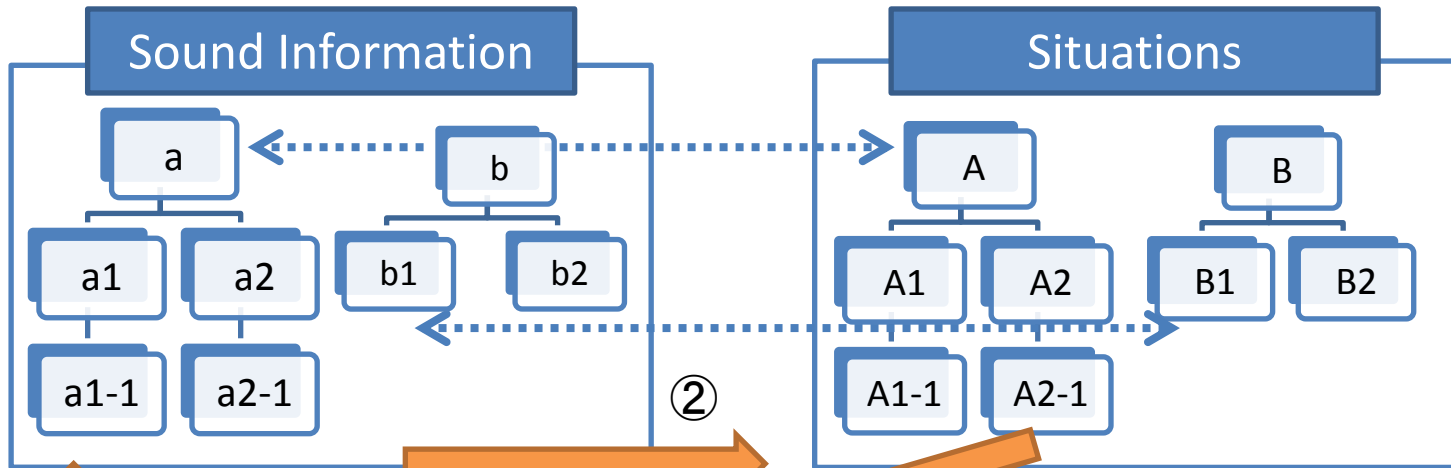 Sound Information
Situations
a
b
A
B
a1
a2
b1
b2
A1
A2
B1
B2
a1-1
a2-1
A1-1
A2-1
②